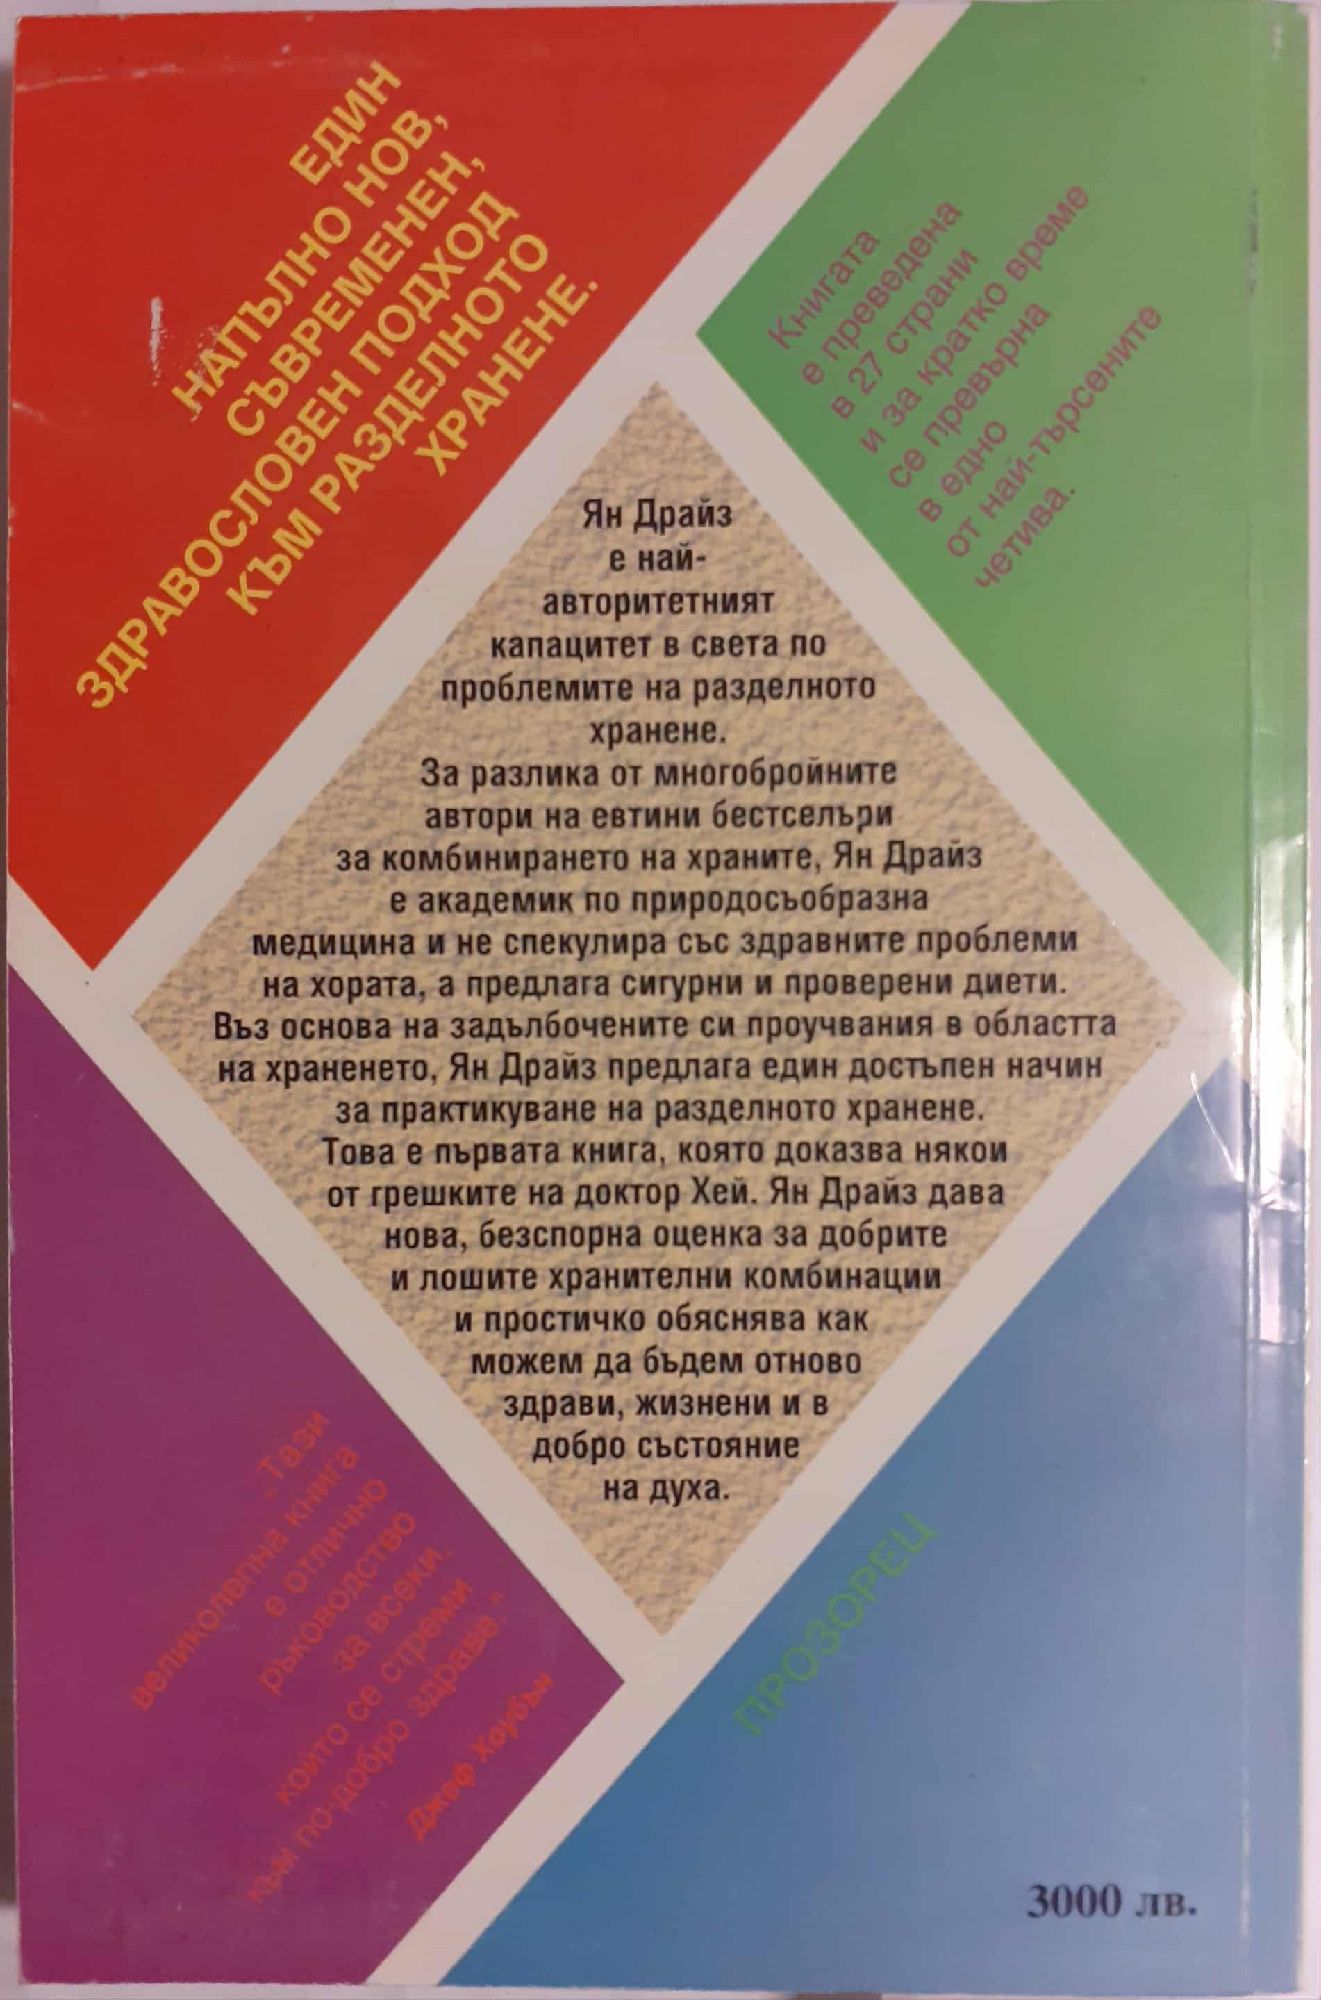 ЕДИН
НАПЪЛНО НОВ,
СЪВРЕМЕНЕН,
ЗДРАВОСЛОВЕН ПОДХОД
КЪМ РАЗДЕЛНОТО
ХРАНЕНЕ.
Книгата
е преведена
в 27 страни
и за кратко време
се превърна
в едно
от най-търсените
четива.
Ян Драйз
е най-
авторитетният
капацитет в света по
проблемите на разделното
хранене.
За разлика от многобройните
автори на евтини бестселъри
за комбинирането на храните, Ян Драйз
е академик по природосъобразна
медицина и не спекулира със здравните проблеми
на хората, а предлага сигурни и проверени диети.
Въз основа на задълбочените си проучвания в областта
на храненето, Ян Драйз предлага един достъпен начин
за практикуване на разделното хранене.
Това е първата книга, която доказва някои
от грешките на доктор Хей. Ян Драйз дава
нова, безспорна оценка за добрите
и лошите хранителни комбинации
и простичко обяснява как
можем да бъдем отново
здрави, жизнени и в
добро състояние
на духа.
„Тази
великолепна книга
е отлично
ръководство
за всеки,
който се стреми
към по-добро здраве.“
Джеф Хоубън
ПРОЗОРЕЦ
3000 лв.